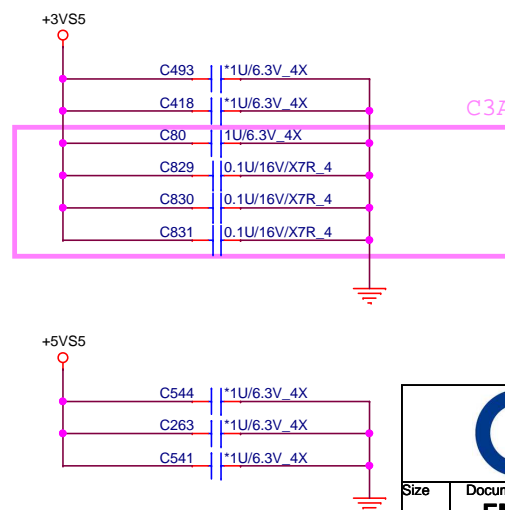 +3VS5
C493 *1U/6.3V_4X
C418 *1U/6.3V_4X
C3A
C80 1U/6.3V_4X
C829 0.1U/16V/X7R_4
C830 0.1U/16V/X7R_4
C831 0.1U/16V/X7R_4
+5VS5
C544 *1U/6.3V_4X
C263 *1U/6.3V_4X
C541 *1U/6.3V_4X
Size